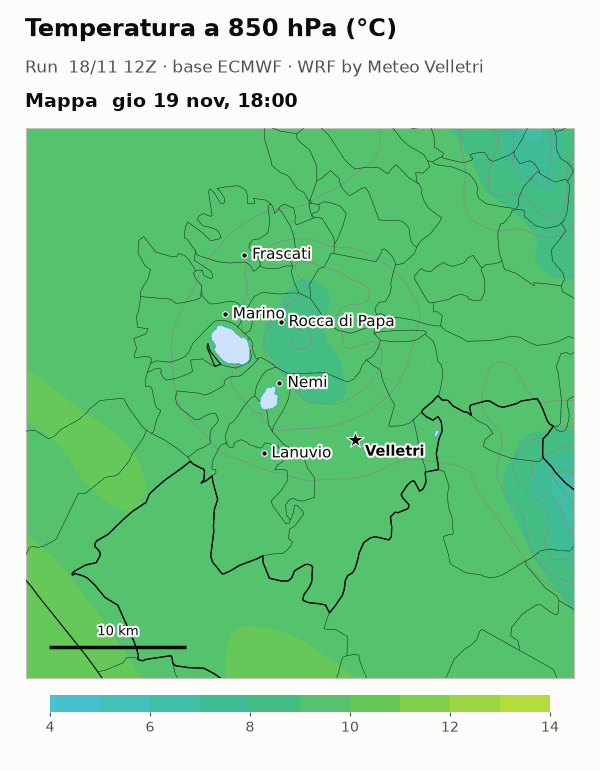 Temperatura a 850 hPa (°C)
Run  18/11 12Z · base ECMWF · WRF by Meteo Velletri
Mappa  gio 19 nov, 18:00
Frascati
Marino
Rocca di Papa
Nemi
Velletri
Lanuvio
10 km
4 6 8 10 12 14